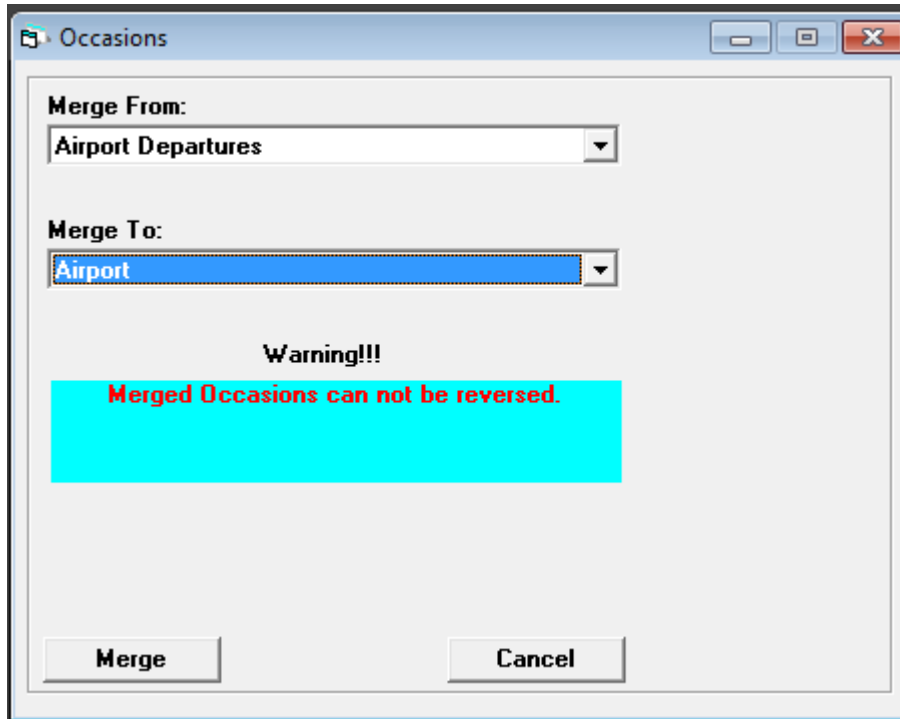 Occasions
Merge From:
Airport Departures
Merge To:
Airport
Warning!!!
Merged Occasions can not be reversed.
Merge
Cancel